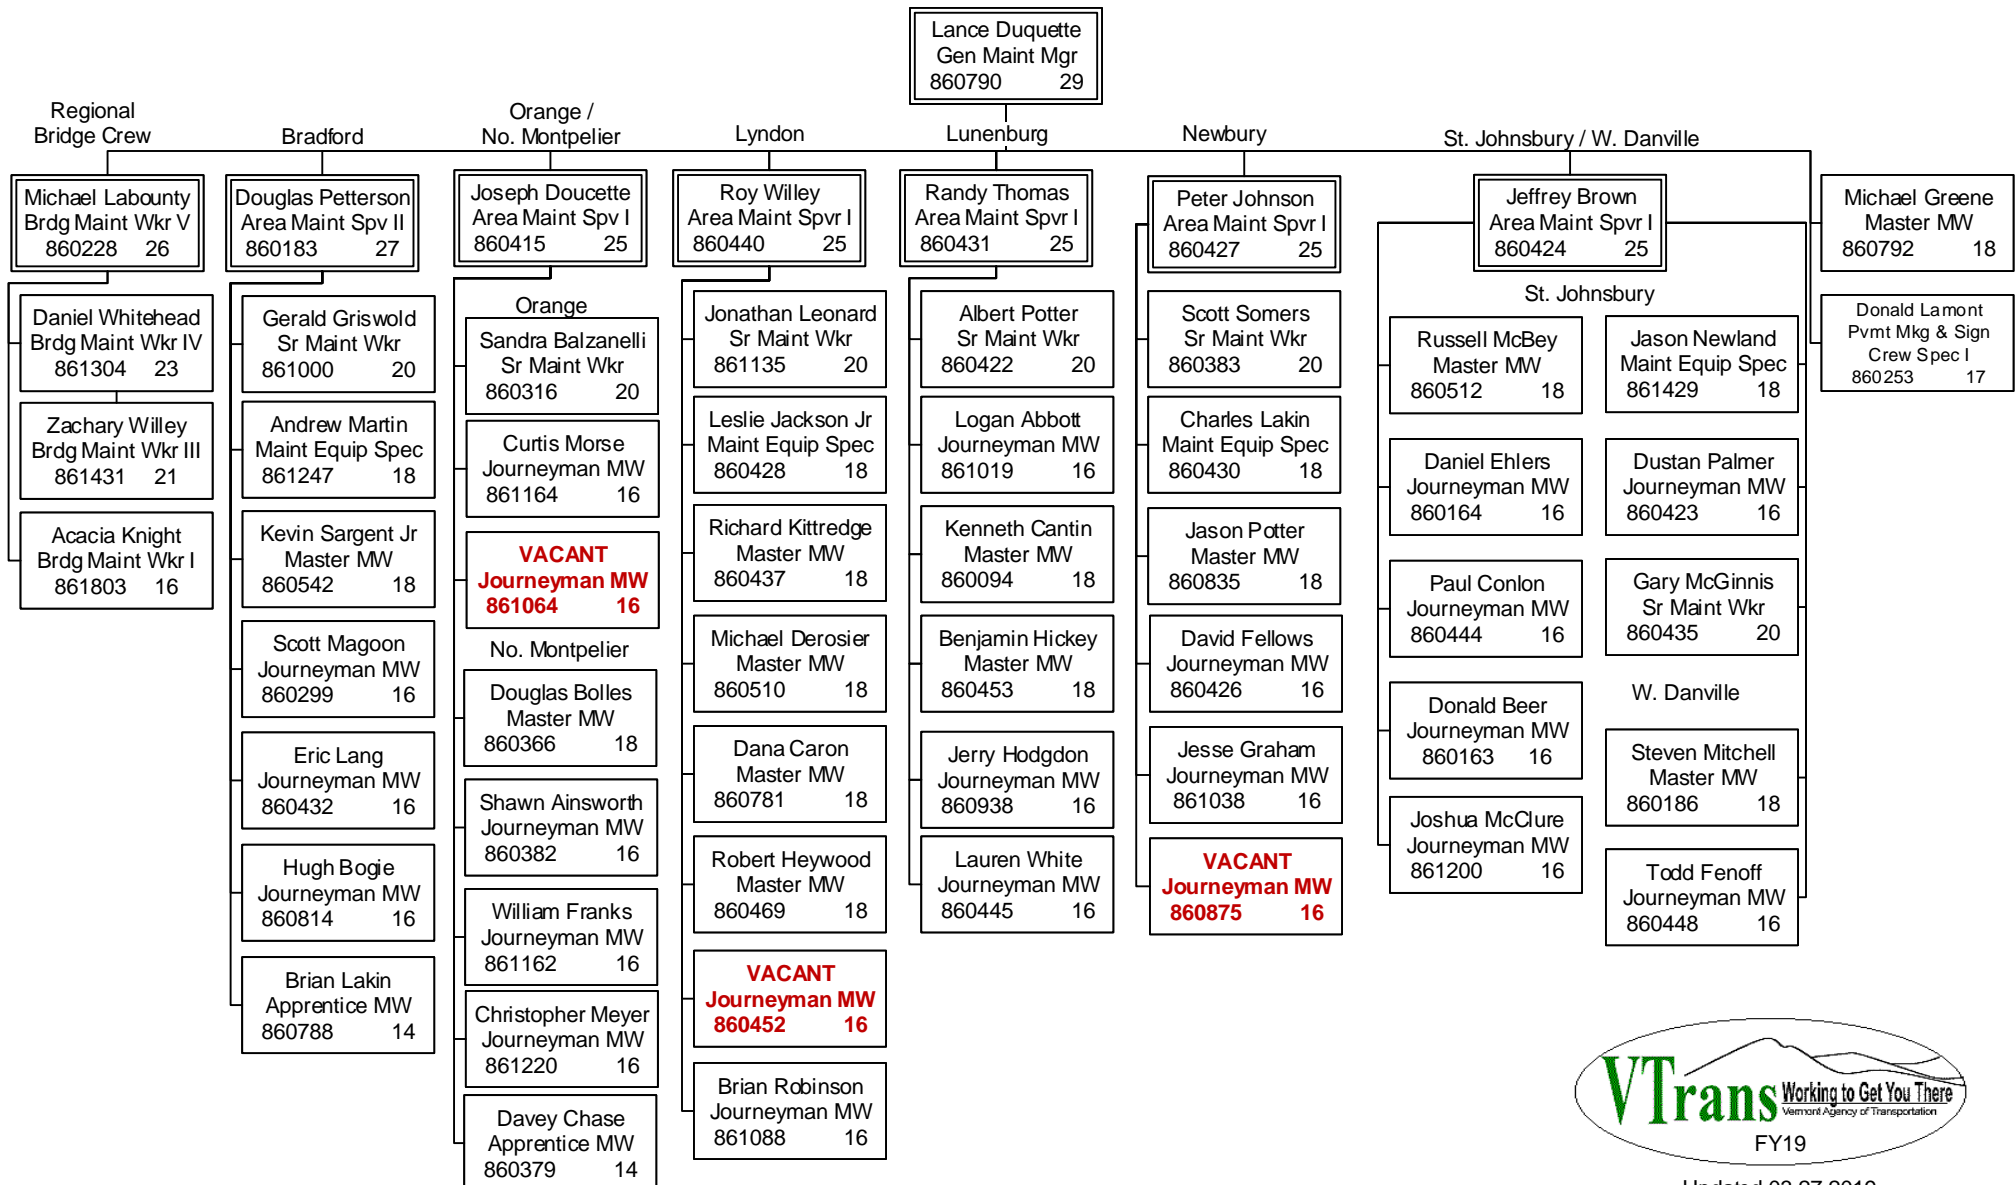 Lance Duquette
Gen Maint Mgr
860790 29
Regional
Bridge Crew
Bradford
Orange /
No. Montpelier
Lyndon
Lunenburg
Newbury
St. Johnsbury / W. Danville
Michael Labounty
Brdg Maint Wkr V
860228 26
Daniel Whitehead
Brdg Maint Wkr IV
861304 23
Zachary Willey
Brdg Maint Wkr III
861431 21
Acacia Knight
Brdg Maint Wkr I
861803 16
Douglas Petterson
Area Maint Spv II
860183 27
Gerald Griswold
Sr Maint Wkr
861000 20
Andrew Martin
Maint Equip Spec
861247 18
Kevin Sargent Jr
Master MW
860542 18
Scott Magoon
Journeyman MW
860299 16
Eric Lang
Journeyman MW
860432 16
Hugh Bogie
Journeyman MW
860814 16
Brian Lakin
Apprentice MW
860788 14
Joseph Doucette
Area Maint Spv I
860415 25
Orange
Sandra Balzanelli
Sr Maint Wkr
860316 20
Curtis Morse
Journeyman MW
861164 16
VACANT
Journeyman MW
861064 16
No. Montpelier
Douglas Bolles
Master MW
860366 18
Shawn Ainsworth
Journeyman MW
860382 16
William Franks
Journeyman MW
861162 16
Christopher Meyer
Journeyman MW
861220 16
Davey Chase
Apprentice MW
860379 14
Roy Willey
Area Maint Spvr I
860440 25
Jonathan Leonard
Sr Maint Wkr
861135 20
Leslie Jackson Jr
Maint Equip Spec
860428 18
Richard Kittredge
Master MW
860437 18
Michael Derosier
Master MW
860510 18
Dana Caron
Master MW
860781 18
Robert Heywood
Master MW
860469 18
VACANT
Journeyman MW
860452 16
Brian Robinson
Journeyman MW
861088 16
Randy Thomas
Area Maint Spvr I
860431 25
Albert Potter
Sr Maint Wkr
860422 20
Logan Abbott
Journeyman MW
861019 16
Kenneth Cantin
Master MW
860094 18
Benjamin Hickey
Master MW
860453 18
Jerry Hodgdon
Journeyman MW
860938 16
Lauren White
Journeyman MW
860445 16
Peter Johnson
Area Maint Spvr I
860427 25
Scott Somers
Sr Maint Wkr
860383 20
Charles Lakin
Maint Equip Spec
860430 18
Jason Potter
Master MW
860835 18
David Fellows
Journeyman MW
860426 16
Jesse Graham
Journeyman MW
861038 16
VACANT
Journeyman MW
860875 16
Jeffrey Brown
Area Maint Spvr I
860424 25
St. Johnsbury
Russell McBey
Master MW
860512 18
Daniel Ehlers
Journeyman MW
860164 16
Paul Conlon
Journeyman MW
860444 16
Donald Beer
Journeyman MW
860163 16
Joshua McClure
Journeyman MW
861200 16
Jason Newland
Maint Equip Spec
861429 18
Dustan Palmer
Journeyman MW
860423 16
Gary McGinnis
Sr Maint Wkr
860435 20
W. Danville
Steven Mitchell
Master MW
860186 18
Todd Fenoff
Journeyman MW
860448 16
Michael Greene
Master MW
860792 18
Donald Lamont
Pvmt Mkg & Sign
Crew Spec I
860253 17
VTrans Working to Get You There
Vermont Agency of Transportation
FY19